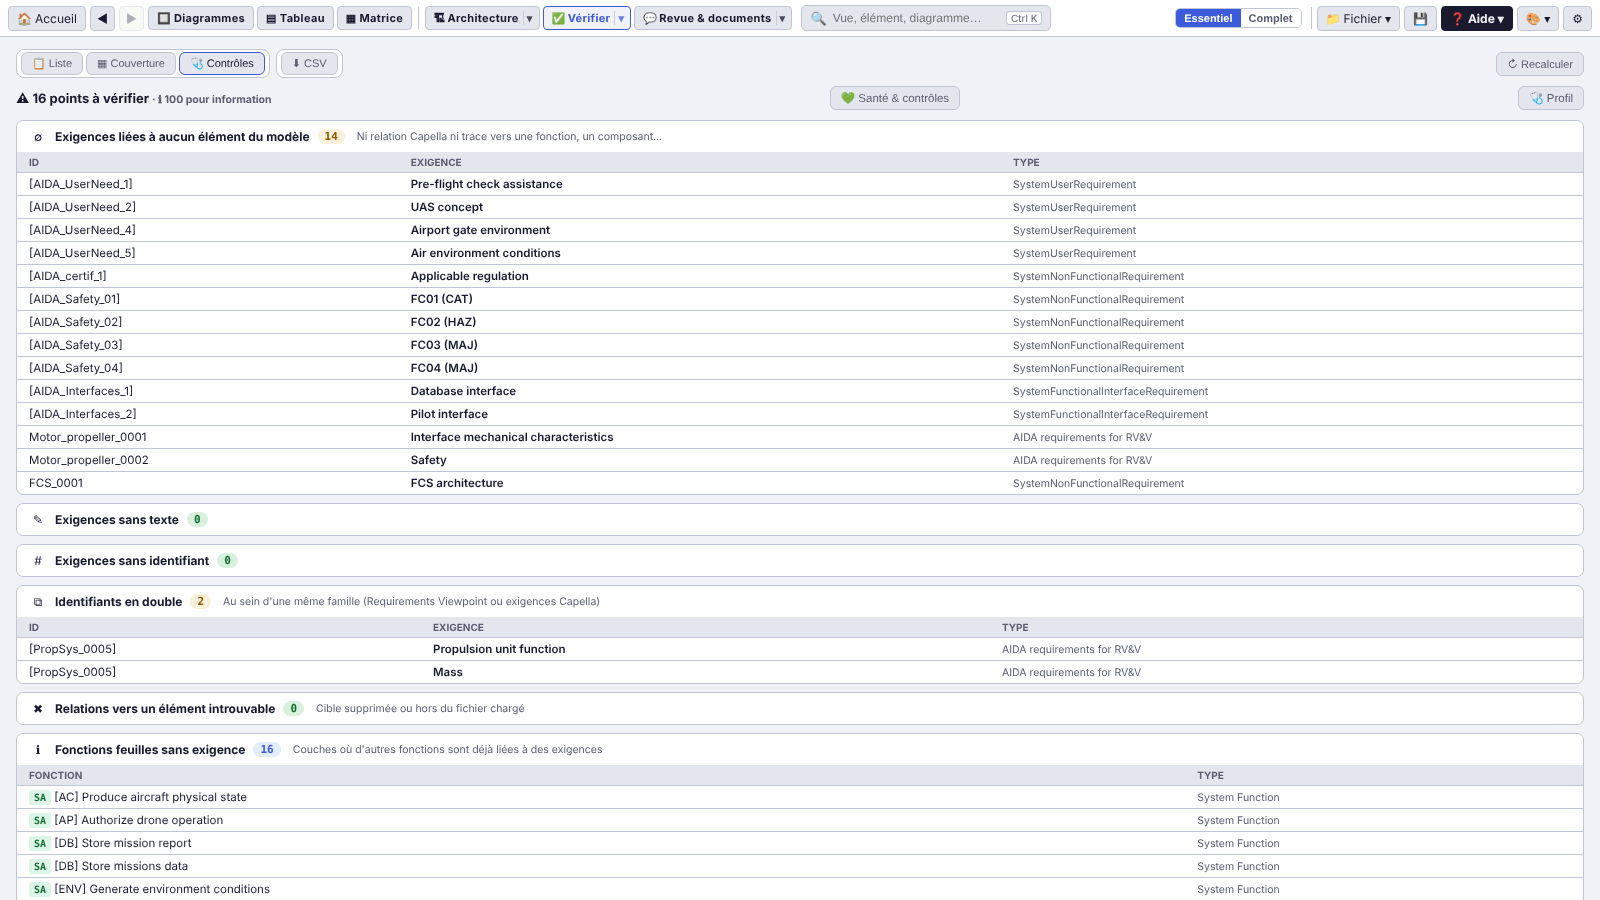 🏠 Accueil ◀ ▶ 🔲 Diagrammes ▤ Tableau ▦ Matrice 🏗 Architecture ▾ ✅ Vérifier ▾ 💬 Revue & documents ▾ 🔍 Vue, élément, diagramme… Ctrl K Essentiel Complet 📁 Fichier ▾ 💾 ❓ Aide ▾ 🎨 ▾ ⚙
📋 Liste ▦ Couverture 🩺 Contrôles ⬇ CSV ↻ Recalculer
⚠ 16 points à vérifier · ℹ 100 pour information 💚 Santé & contrôles 🩺 Profil
∅ Exigences liées à aucun élément du modèle 14 Ni relation Capella ni trace vers une fonction, un composant…
ID EXIGENCE TYPE
[AIDA_UserNeed_1] Pre-flight check assistance SystemUserRequirement
[AIDA_UserNeed_2] UAS concept SystemUserRequirement
[AIDA_UserNeed_4] Airport gate environment SystemUserRequirement
[AIDA_UserNeed_5] Air environment conditions SystemUserRequirement
[AIDA_certif_1] Applicable regulation SystemNonFunctionalRequirement
[AIDA_Safety_01] FC01 (CAT) SystemNonFunctionalRequirement
[AIDA_Safety_02] FC02 (HAZ) SystemNonFunctionalRequirement
[AIDA_Safety_03] FC03 (MAJ) SystemNonFunctionalRequirement
[AIDA_Safety_04] FC04 (MAJ) SystemNonFunctionalRequirement
[AIDA_Interfaces_1] Database interface SystemFunctionalInterfaceRequirement
[AIDA_Interfaces_2] Pilot interface SystemFunctionalInterfaceRequirement
Motor_propeller_0001 Interface mechanical characteristics AIDA requirements for RV&V
Motor_propeller_0002 Safety AIDA requirements for RV&V
FCS_0001 FCS architecture SystemNonFunctionalRequirement
✎ Exigences sans texte 0
# Exigences sans identifiant 0
⧉ Identifiants en double 2 Au sein d'une même famille (Requirements Viewpoint ou exigences Capella)
ID EXIGENCE TYPE
[PropSys_0005] Propulsion unit function AIDA requirements for RV&V
[PropSys_0005] Mass AIDA requirements for RV&V
✖ Relations vers un élément introuvable 0 Cible supprimée ou hors du fichier chargé
ℹ Fonctions feuilles sans exigence 16 Couches où d'autres fonctions sont déjà liées à des exigences
FONCTION TYPE
SA [AC] Produce aircraft physical state System Function
SA [AP] Authorize drone operation System Function
SA [DB] Store mission report System Function
SA [DB] Store missions data System Function
SA [ENV] Generate environment conditions System Function